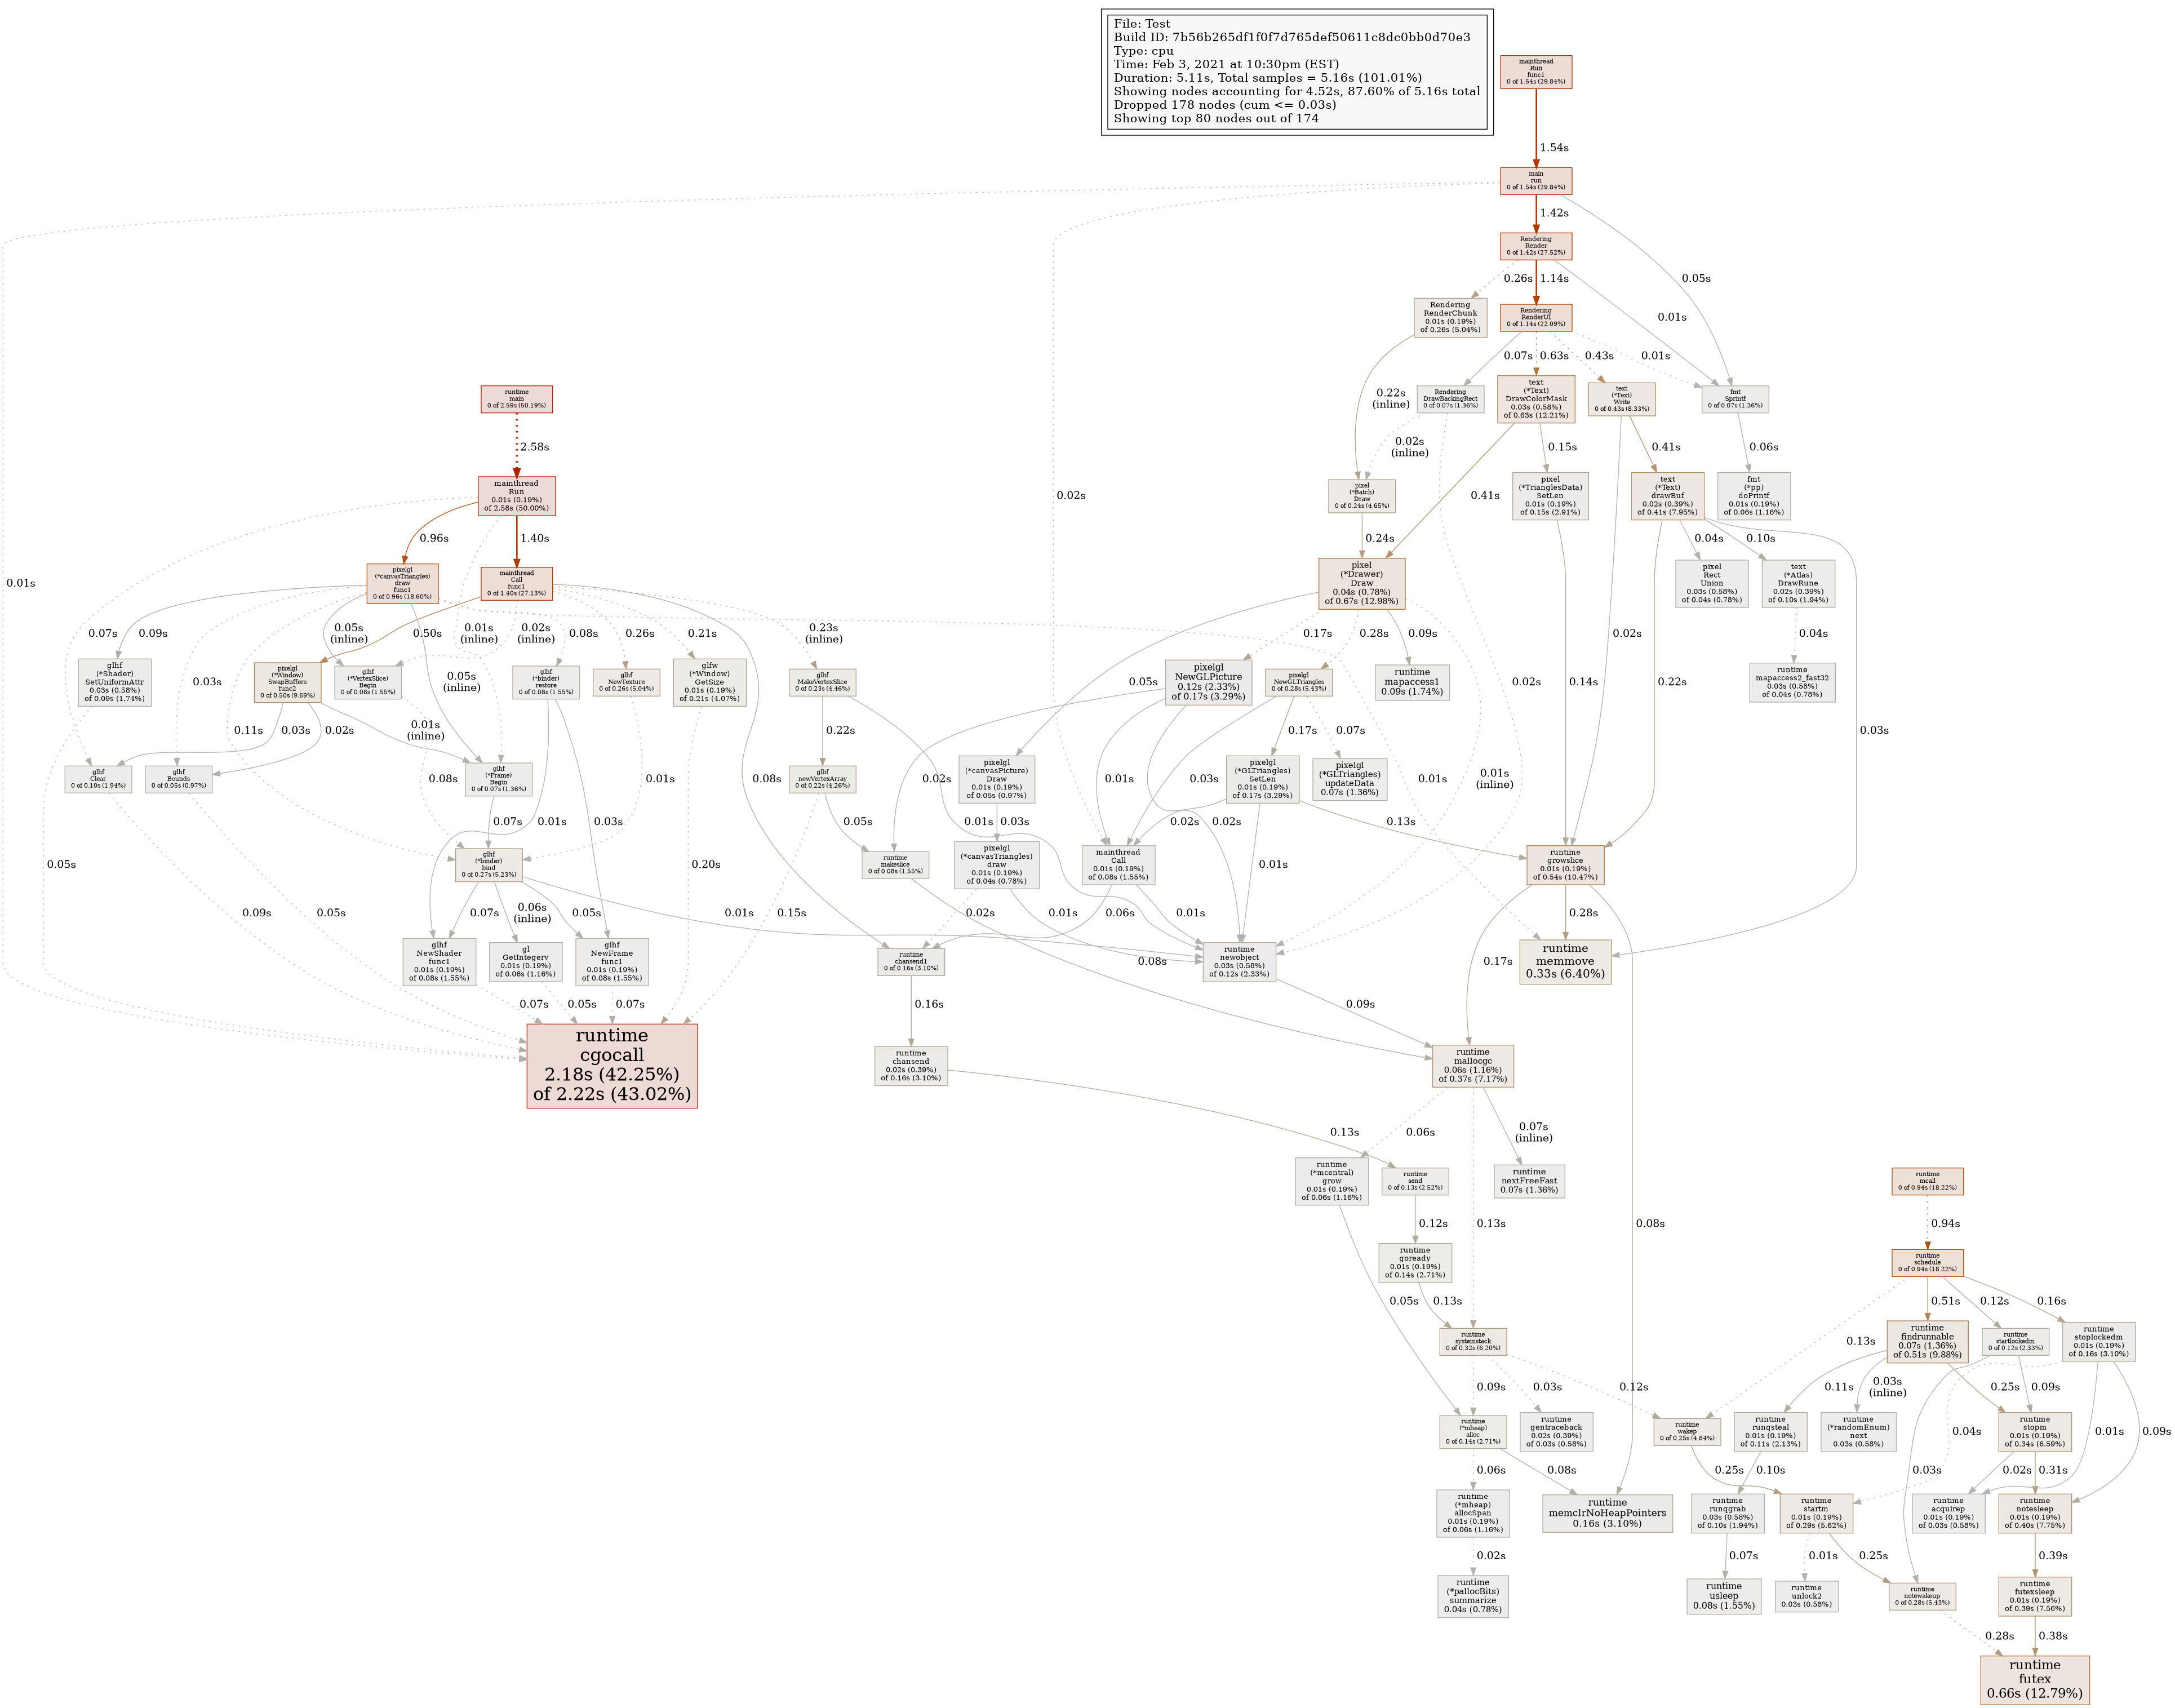 File: Test
Build ID: 7b56b265df1f0f7d765def50611c8dc0bb0d70e3
Type: cpu
Time: Feb 3, 2021 at 10:30pm (EST)
Duration: 5.11s, Total samples = 5.16s (101.01%)
Showing nodes accounting for 4.52s, 87.60% of 5.16s total
Dropped 178 nodes (cum <= 0.03s)
Showing top 80 nodes out of 174
mainthread
Run
func1
0 of 1.54s (29.84%)
1.54s
main
run
0 of 1.54s (29.84%)
1.42s
Rendering
Render
0 of 1.42s (27.52%)
0.05s
0.26s
1.14s
0.01s
Rendering
RenderChunk
0.01s (0.19%)
of 0.26s (5.04%)
Rendering
RenderUI
0 of 1.14s (22.09%)
0.07s
0.63s
0.43s
0.01s
0.22s
(inline)
runtime
main
0 of 2.59s (50.19%)
Rendering
DrawBackingRect
0 of 0.07s (1.36%)
text
(*Text)
DrawColorMask
0.03s (0.58%)
of 0.63s (12.21%)
text
(*Text)
Write
0 of 0.43s (8.33%)
fmt
Sprintf
0 of 0.07s (1.36%)
2.58s
0.02s
(inline)
0.15s
0.41s
0.06s
mainthread
Run
0.01s (0.19%)
of 2.58s (50.00%)
0.02s
pixel
(*Batch)
Draw
0 of 0.24s (4.65%)
0.41s
pixel
(*TrianglesData)
SetLen
0.01s (0.19%)
of 0.15s (2.91%)
text
(*Text)
drawBuf
0.02s (0.39%)
of 0.41s (7.95%)
fmt
(*pp)
doPrintf
0.01s (0.19%)
of 0.06s (1.16%)
0.96s
1.40s
0.24s
0.04s
0.10s
0.01s
pixelgl
(*canvasTriangles)
draw
func1
0 of 0.96s (18.60%)
mainthread
Call
func1
0 of 1.40s (27.13%)
pixel
(*Drawer)
Draw
0.04s (0.78%)
of 0.67s (12.98%)
pixel
Rect
Union
0.03s (0.58%)
of 0.04s (0.78%)
text
(*Atlas)
DrawRune
0.02s (0.39%)
of 0.10s (1.94%)
0.07s
0.09s
0.05s
(inline)
0.50s
0.01s
(inline)
0.02s
(inline)
0.08s
0.26s
0.21s
0.23s
(inline)
0.17s
0.28s
0.09s
0.02s
0.04s
glhf
(*Shader)
SetUniformAttr
0.03s (0.58%)
of 0.09s (1.74%)
0.03s
pixelgl
(*Window)
SwapBuffers
func2
0 of 0.50s (9.69%)
glhf
(*VertexSlice)
Begin
0 of 0.08s (1.55%)
0.05s
(inline)
glhf
(*binder)
restore
0 of 0.08s (1.55%)
glhf
NewTexture
0 of 0.26s (5.04%)
glfw
(*Window)
GetSize
0.01s (0.19%)
of 0.21s (4.07%)
glhf
MakeVertexSlice
0 of 0.23s (4.46%)
0.05s
pixelgl
NewGLPicture
0.12s (2.33%)
of 0.17s (3.29%)
pixelgl
NewGLTriangles
0 of 0.28s (5.43%)
runtime
mapaccess1
0.09s (1.74%)
0.02s
0.14s
0.22s
runtime
mapaccess2_fast32
0.03s (0.58%)
of 0.04s (0.78%)
0.11s
0.03s
0.02s
0.01s
(inline)
0.22s
0.17s
0.07s
0.03s
glhf
Clear
0 of 0.10s (1.94%)
glhf
Bounds
0 of 0.05s (0.97%)
0.08s
glhf
(*Frame)
Begin
0 of 0.07s (1.36%)
0.01s
0.08s
glhf
newVertexArray
0 of 0.22s (4.26%)
0.02s
pixelgl
(*canvasPicture)
Draw
0.01s (0.19%)
of 0.05s (0.97%)
0.01s
0.03s
pixelgl
(*GLTriangles)
SetLen
0.01s (0.19%)
of 0.17s (3.29%)
pixelgl
(*GLTriangles)
updateData
0.07s (1.36%)
0.01s
(inline)
0.01s
0.07s
0.01s
0.03s
0.05s
0.01s
0.03s
0.02s
0.02s
0.13s
0.05s
glhf
(*binder)
bind
0 of 0.27s (5.23%)
0.20s
runtime
makeslice
0 of 0.08s (1.55%)
pixelgl
(*canvasTriangles)
draw
0.01s (0.19%)
of 0.04s (0.78%)
mainthread
Call
0.01s (0.19%)
of 0.08s (1.55%)
0.01s
runtime
growslice
0.01s (0.19%)
of 0.54s (10.47%)
0.09s
0.05s
0.07s
0.06s
(inline)
0.05s
0.01s
0.15s
0.02s
0.01s
0.06s
0.01s
0.28s
glhf
NewShader
func1
0.01s (0.19%)
of 0.08s (1.55%)
gl
GetIntegerv
0.01s (0.19%)
of 0.06s (1.16%)
glhf
NewFrame
func1
0.01s (0.19%)
of 0.08s (1.55%)
runtime
chansend1
0 of 0.16s (3.10%)
0.08s
runtime
newobject
0.03s (0.58%)
of 0.12s (2.33%)
0.17s
runtime
memmove
0.33s (6.40%)
0.07s
0.05s
0.07s
0.16s
0.09s
runtime
cgocall
2.18s (42.25%)
of 2.22s (43.02%)
runtime
chansend
0.02s (0.39%)
of 0.16s (3.10%)
runtime
mallocgc
0.06s (1.16%)
of 0.37s (7.17%)
0.13s
0.06s
0.07s
(inline)
runtime
(*mcentral)
grow
0.01s (0.19%)
of 0.06s (1.16%)
runtime
send
0 of 0.13s (2.52%)
runtime
nextFreeFast
0.07s (1.36%)
runtime
mcall
0 of 0.94s (18.22%)
0.12s
0.13s
0.08s
0.94s
runtime
goready
0.01s (0.19%)
of 0.14s (2.71%)
runtime
schedule
0 of 0.94s (18.22%)
0.05s
0.13s
0.51s
0.12s
0.16s
runtime
systemstack
0 of 0.32s (6.20%)
0.13s
runtime
findrunnable
0.07s (1.36%)
of 0.51s (9.88%)
runtime
startlockedm
0 of 0.12s (2.33%)
runtime
stoplockedm
0.01s (0.19%)
of 0.16s (3.10%)
0.09s
0.03s
0.12s
0.11s
0.03s
(inline)
0.25s
0.09s
runtime
(*mheap)
alloc
0 of 0.14s (2.71%)
runtime
gentraceback
0.02s (0.39%)
of 0.03s (0.58%)
runtime
wakep
0 of 0.25s (4.84%)
runtime
runqsteal
0.01s (0.19%)
of 0.11s (2.13%)
runtime
(*randomEnum)
next
0.03s (0.58%)
0.04s
runtime
stopm
0.01s (0.19%)
of 0.34s (6.59%)
0.01s
0.09s
0.06s
0.08s
0.25s
0.10s
0.03s
0.02s
0.31s
runtime
(*mheap)
allocSpan
0.01s (0.19%)
of 0.06s (1.16%)
runtime
memclrNoHeapPointers
0.16s (3.10%)
runtime
runqgrab
0.03s (0.58%)
of 0.10s (1.94%)
runtime
startm
0.01s (0.19%)
of 0.29s (5.62%)
runtime
acquirep
0.01s (0.19%)
of 0.03s (0.58%)
runtime
notesleep
0.01s (0.19%)
of 0.40s (7.75%)
0.02s
0.07s
0.01s
0.25s
0.39s
runtime
(*pallocBits)
summarize
0.04s (0.78%)
runtime
usleep
0.08s (1.55%)
runtime
unlock2
0.03s (0.58%)
runtime
notewakeup
0 of 0.28s (5.43%)
runtime
futexsleep
0.01s (0.19%)
of 0.39s (7.56%)
0.28s
0.38s
runtime
futex
0.66s (12.79%)